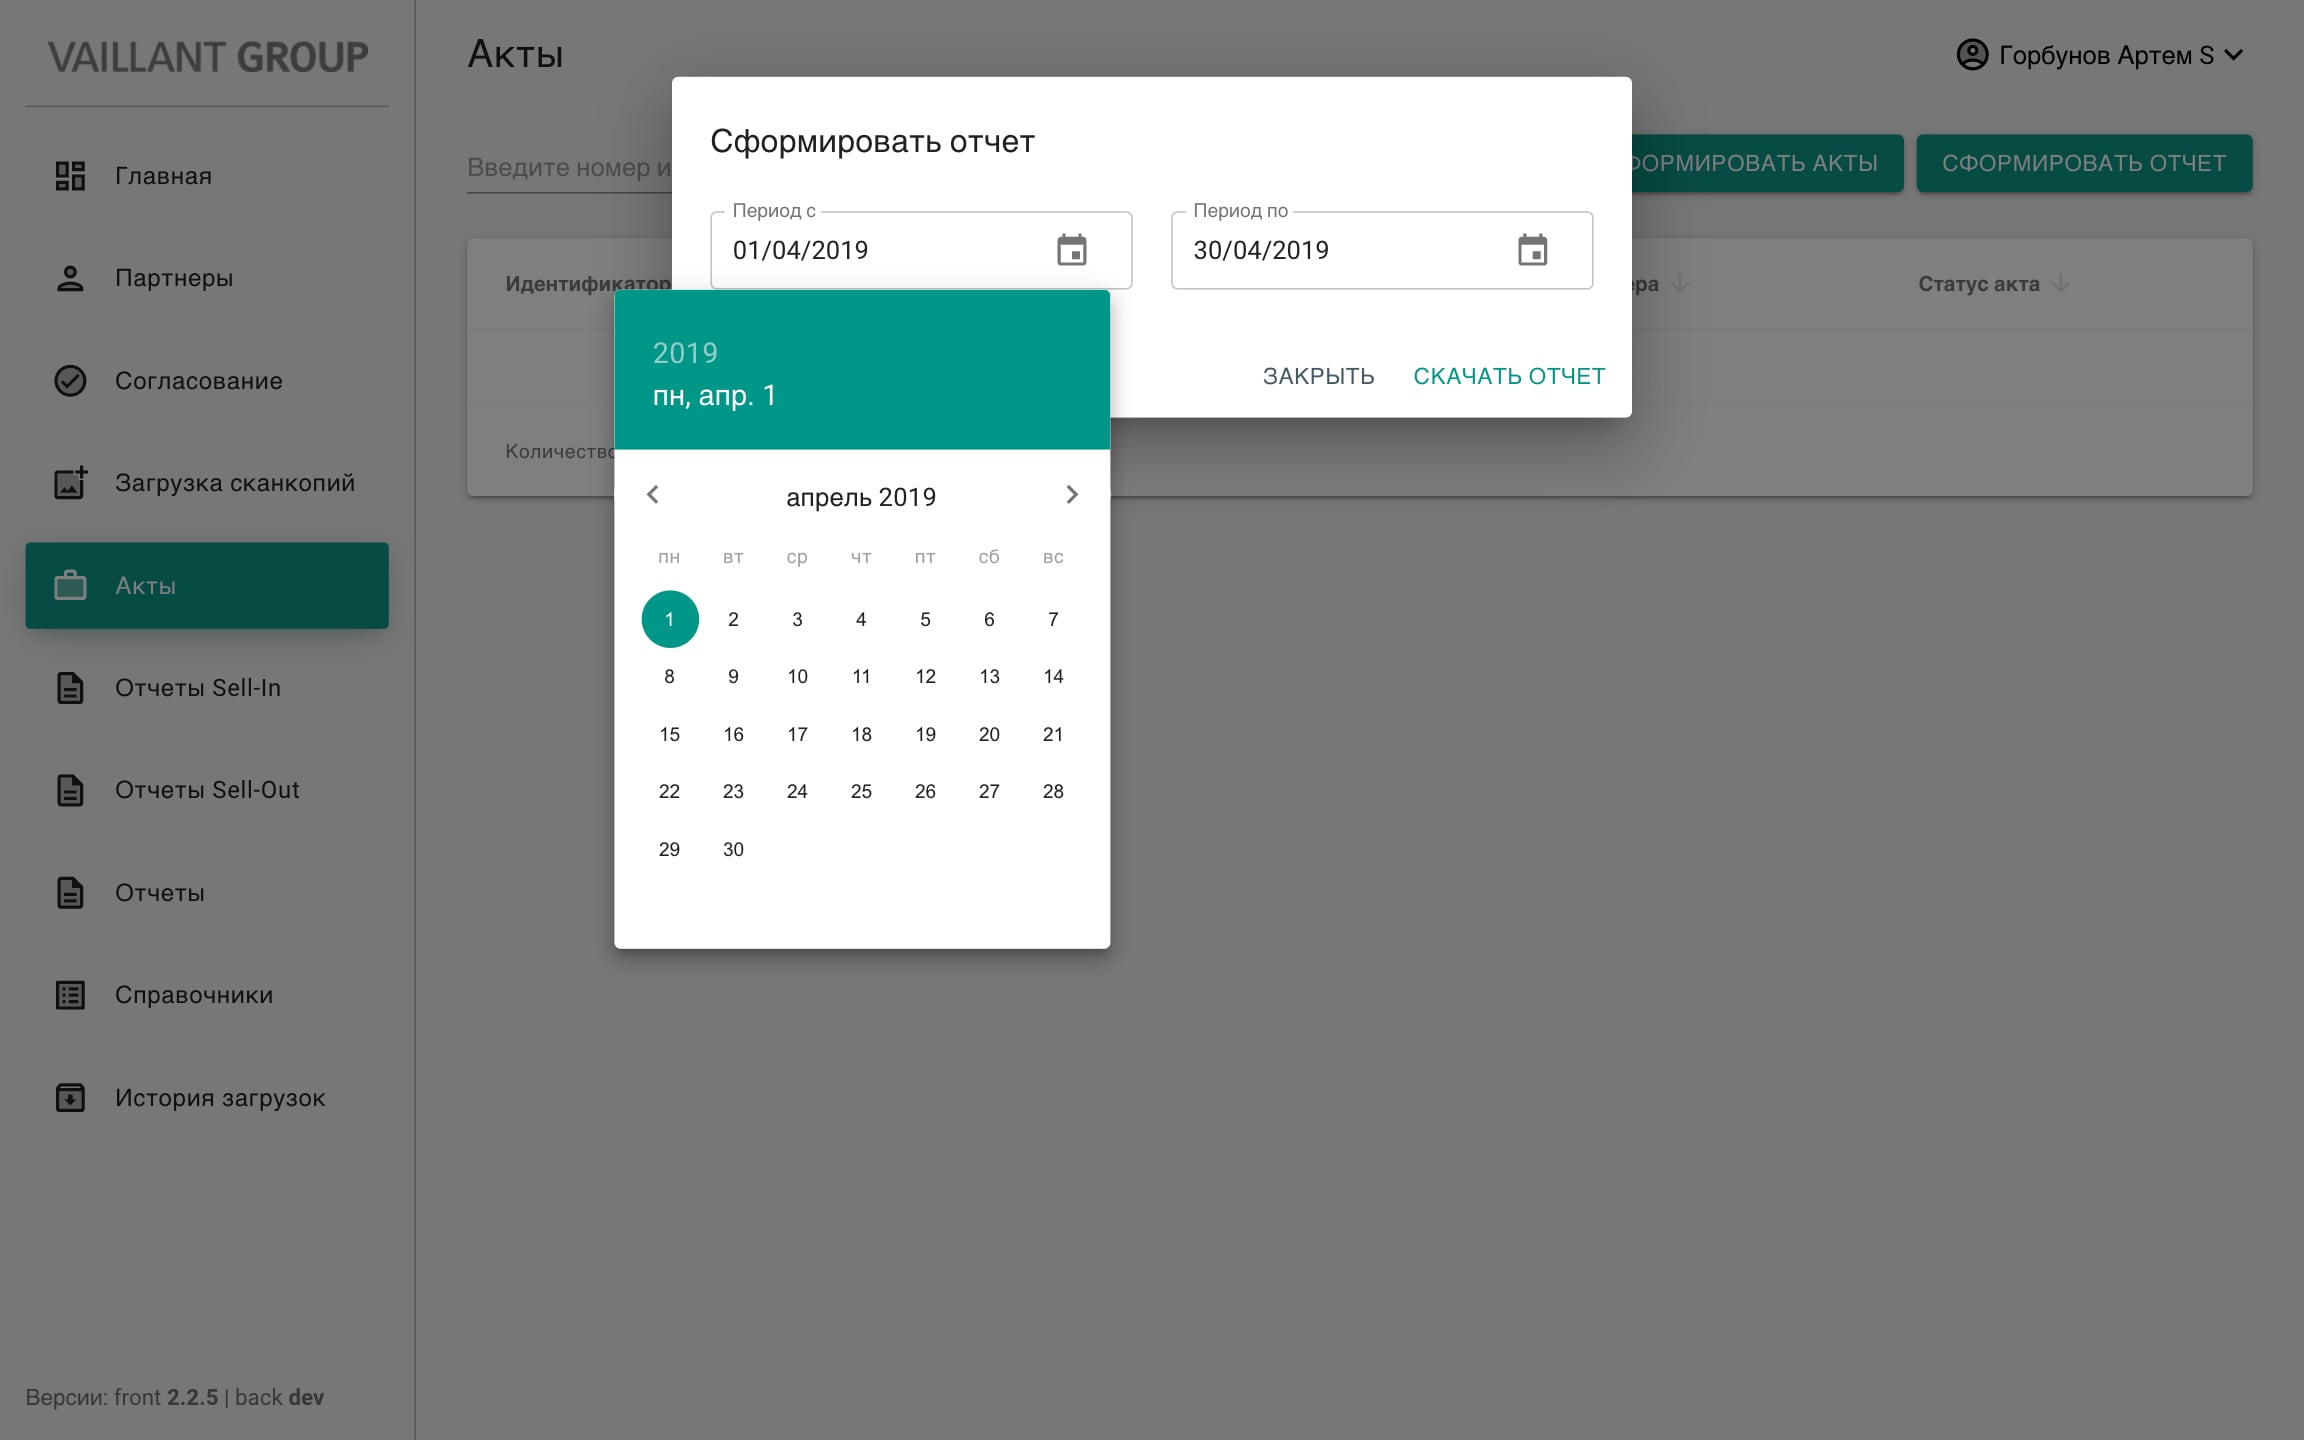 VAILLANT GROUP
Главная
Партнеры
Согласование
Загрузка сканкопий
Акты
Отчеты Sell-In
Отчеты Sell-Out
Отчеты
Справочники
История загрузок
Версии: front 2.2.5 | back dev
Акты
Горбунов Артем S
Введите номер и
ФОРМИРОВАТЬ АКТЫ
СФОРМИРОВАТЬ ОТЧЕТ
Идентификатор
ера
Статус акта
Количество
Сформировать отчет
Период с
01/04/2019
Период по
30/04/2019
ЗАКРЫТЬ
СКАЧАТЬ ОТЧЕТ
2019
пн, апр. 1
апрель 2019
пн вт ср чт пт сб вс
1 2 3 4 5 6 7
8 9 10 11 12 13 14
15 16 17 18 19 20 21
22 23 24 25 26 27 28
29 30